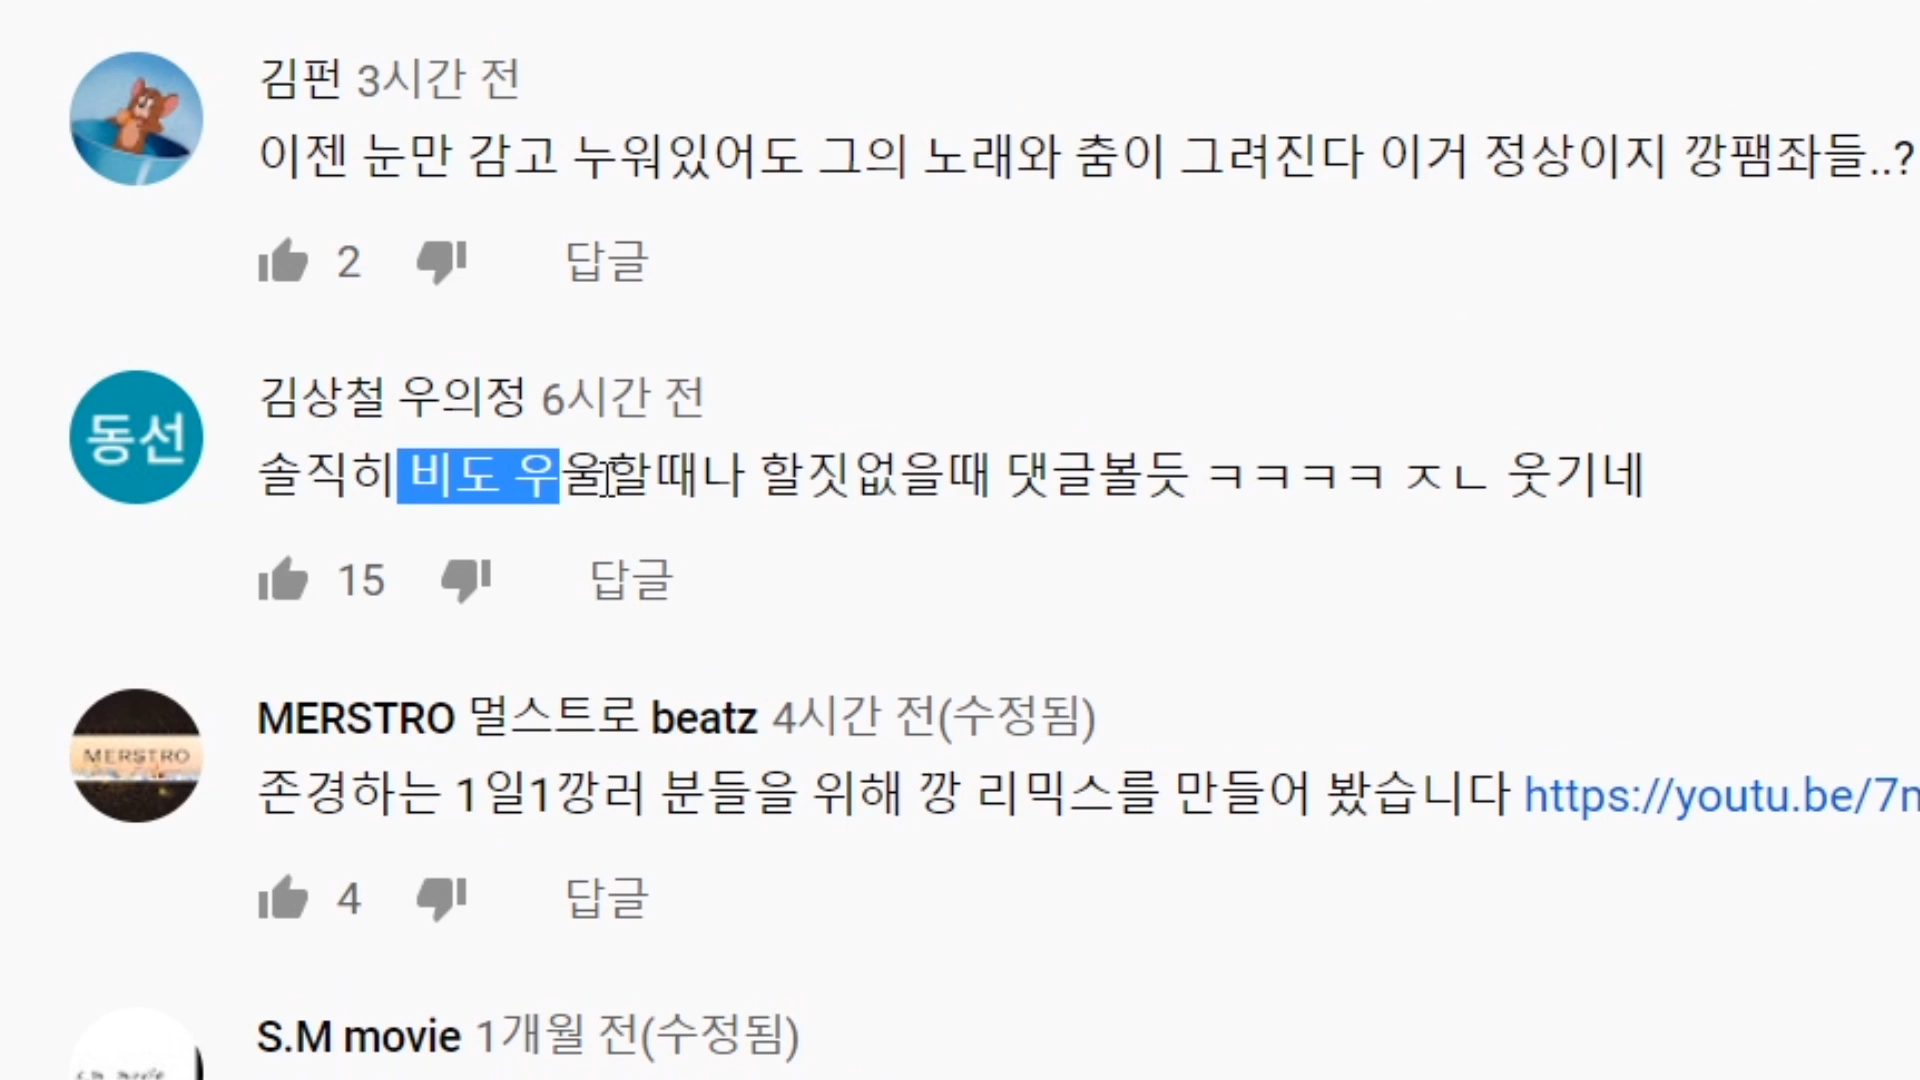 김펀 3시간 전
이젠 눈만 감고 누워있어도 그의 노래와 춤이 그려진다 이거 정상이지 깡팸좌들..?
2 답글
동선
김상철 우의정 6시간 전
솔직히 비도 우울할때나 할짓없을때 댓글볼듯 ㅋㅋㅋㅋ ㅈㄴ 웃기네
15 답글
MERSTRO
MERSTRO 멀스트로 beatz 4시간 전(수정됨)
존경하는 1일1깡러 분들을 위해 깡 리믹스를 만들어 봤습니다 https://youtu.be/7
4 답글
S.M movie 1개월 전(수정됨)